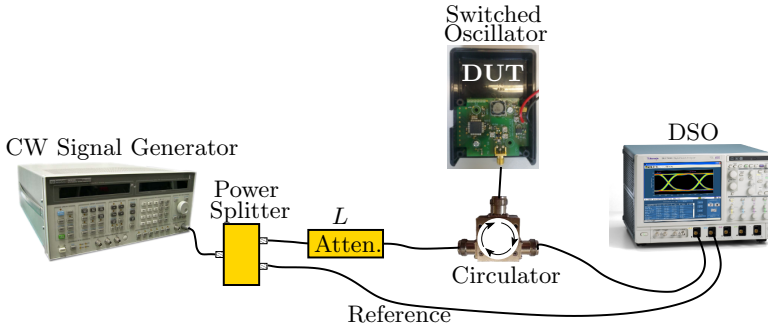 Switched
Oscillator
DUT
CW Signal Generator
DSO
Power
Splitter
L
Atten.
Circulator
Reference